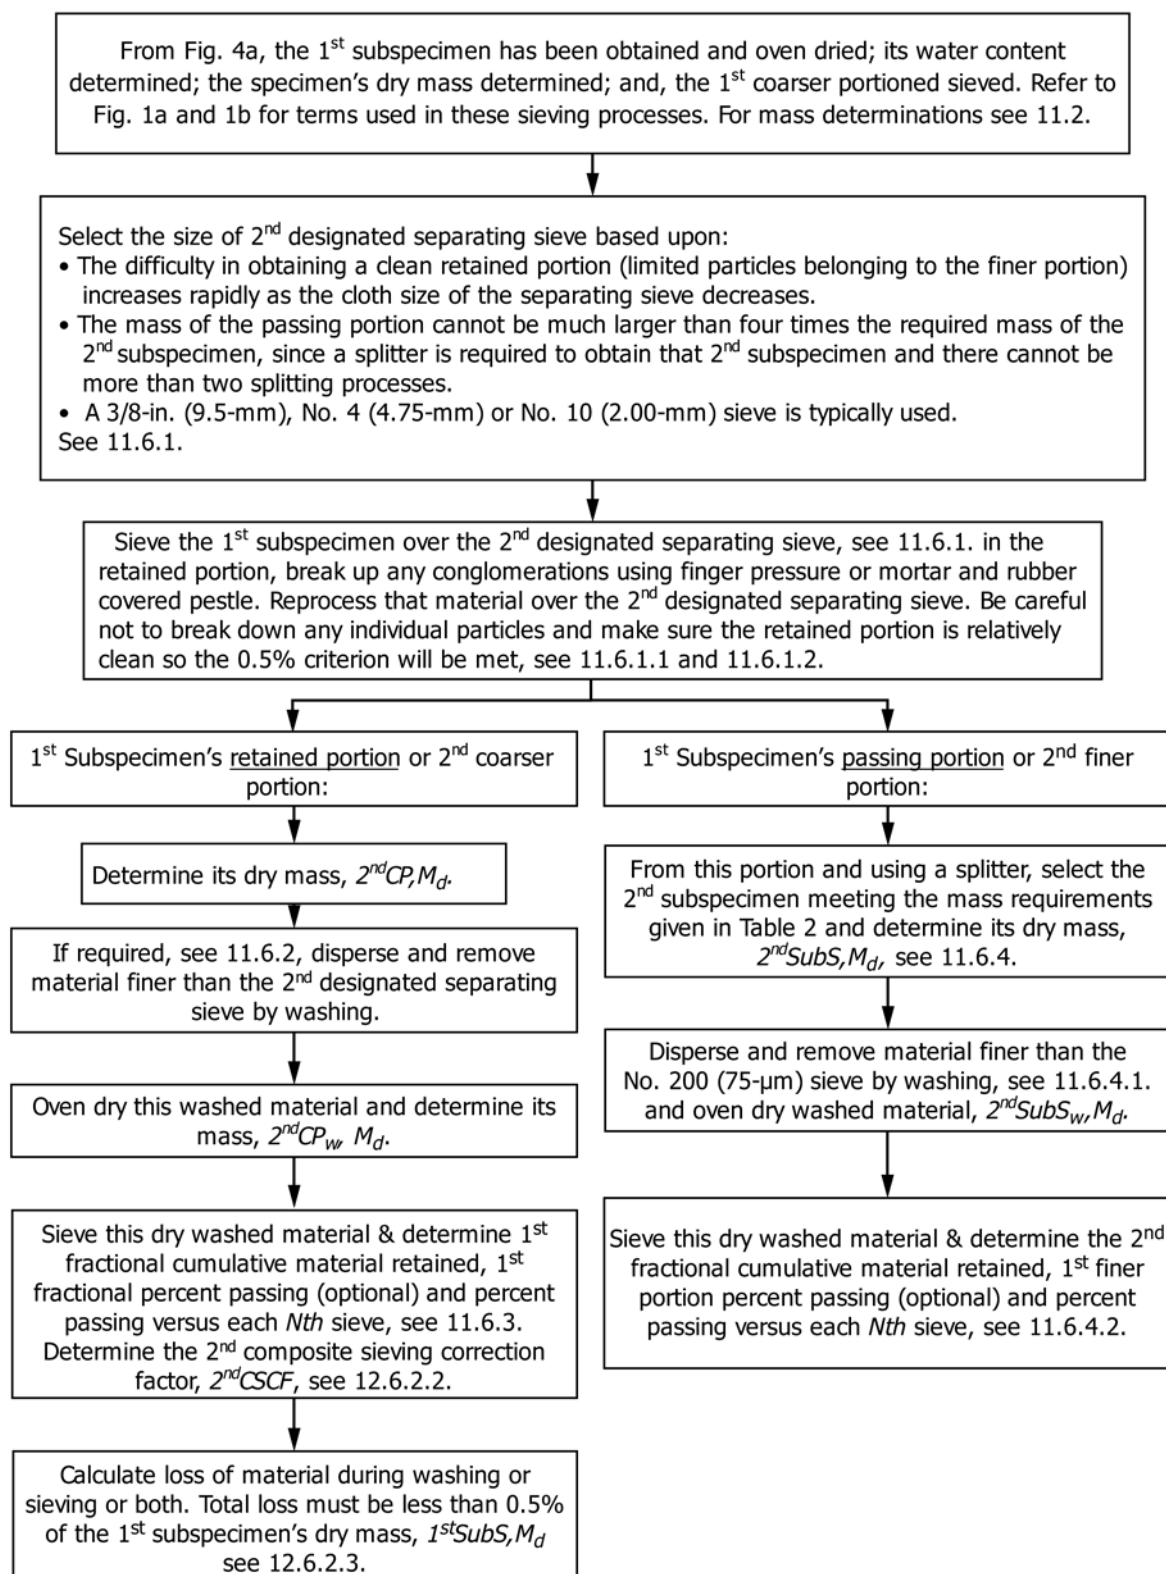 From Fig. 4a, the 1st subspecimen has been obtained and oven dried; its water content
determined; the specimen's dry mass determined; and, the 1st coarser portioned sieved. Refer to
Fig. 1a and 1b for terms used in these sieving processes. For mass determinations see 11.2.
Select the size of 2nd designated separating sieve based upon:
• The difficulty in obtaining a clean retained portion (limited particles belonging to the finer portion)
increases rapidly as the cloth size of the separating sieve decreases.
• The mass of the passing portion cannot be much larger than four times the required mass of the
2nd subspecimen, since a splitter is required to obtain that 2nd subspecimen and there cannot be
more than two splitting processes.
• A 3/8-in. (9.5-mm), No. 4 (4.75-mm) or No. 10 (2.00-mm) sieve is typically used.
See 11.6.1.
Sieve the 1st subspecimen over the 2nd designated separating sieve, see 11.6.1. in the
retained portion, break up any conglomerations using finger pressure or mortar and rubber
covered pestle. Reprocess that material over the 2nd designated separating sieve. Be careful
not to break down any individual particles and make sure the retained portion is relatively
clean so the 0.5% criterion will be met, see 11.6.1.1 and 11.6.1.2.
1st Subspecimen's retained portion or 2nd coarser
portion:
Determine its dry mass, 2ndCP,Md.
If required, see 11.6.2, disperse and remove
material finer than the 2nd designated separating
sieve by washing.
Oven dry this washed material and determine its
mass, 2ndCPw, Md.
Sieve this dry washed material & determine 1st
fractional cumulative material retained, 1st
fractional percent passing (optional) and percent
passing versus each Nth sieve, see 11.6.3.
Determine the 2nd composite sieving correction
factor, 2ndCSCF, see 12.6.2.2.
Calculate loss of material during washing or
sieving or both. Total loss must be less than 0.5%
of the 1st subspecimen's dry mass, 1stSubS,Md
see 12.6.2.3.
1st Subspecimen's passing portion or 2nd finer
portion:
From this portion and using a splitter, select the
2nd subspecimen meeting the mass requirements
given in Table 2 and determine its dry mass,
2ndSubS,Md, see 11.6.4.
Disperse and remove material finer than the
No. 200 (75-µm) sieve by washing, see 11.6.4.1.
and oven dry washed material, 2ndSubSw,Md.
Sieve this dry washed material & determine the 2nd
fractional cumulative material retained, 1st finer
portion percent passing (optional) and percent
passing versus each Nth sieve, see 11.6.4.2.